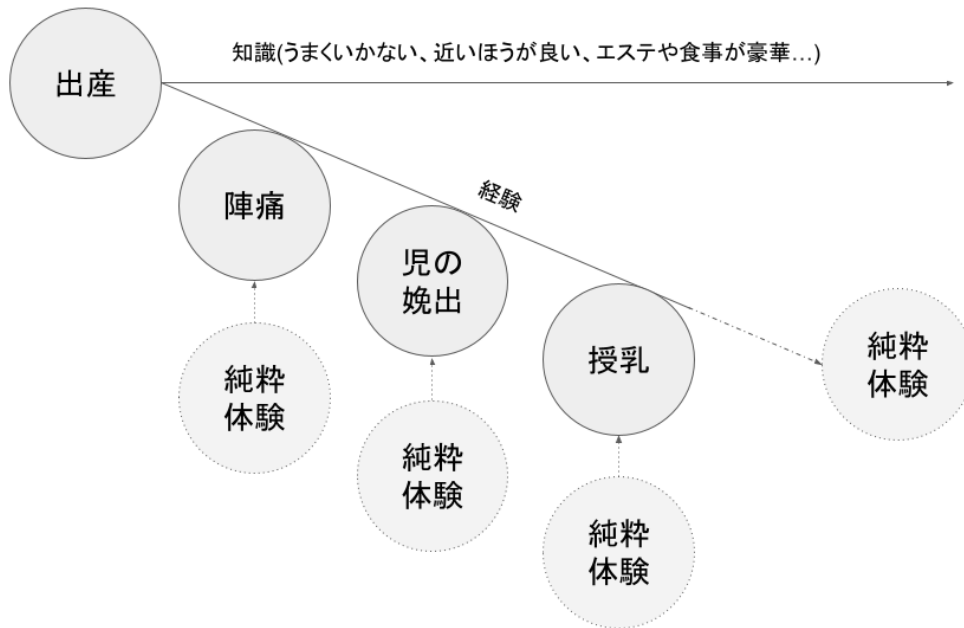 知識(うまくいかない、近いほうが良い、エステや食事が豪華…)
出産
陣痛
経験
児の
娩出
授乳
純粋
体験
純粋
体験
純粋
体験
純粋
体験